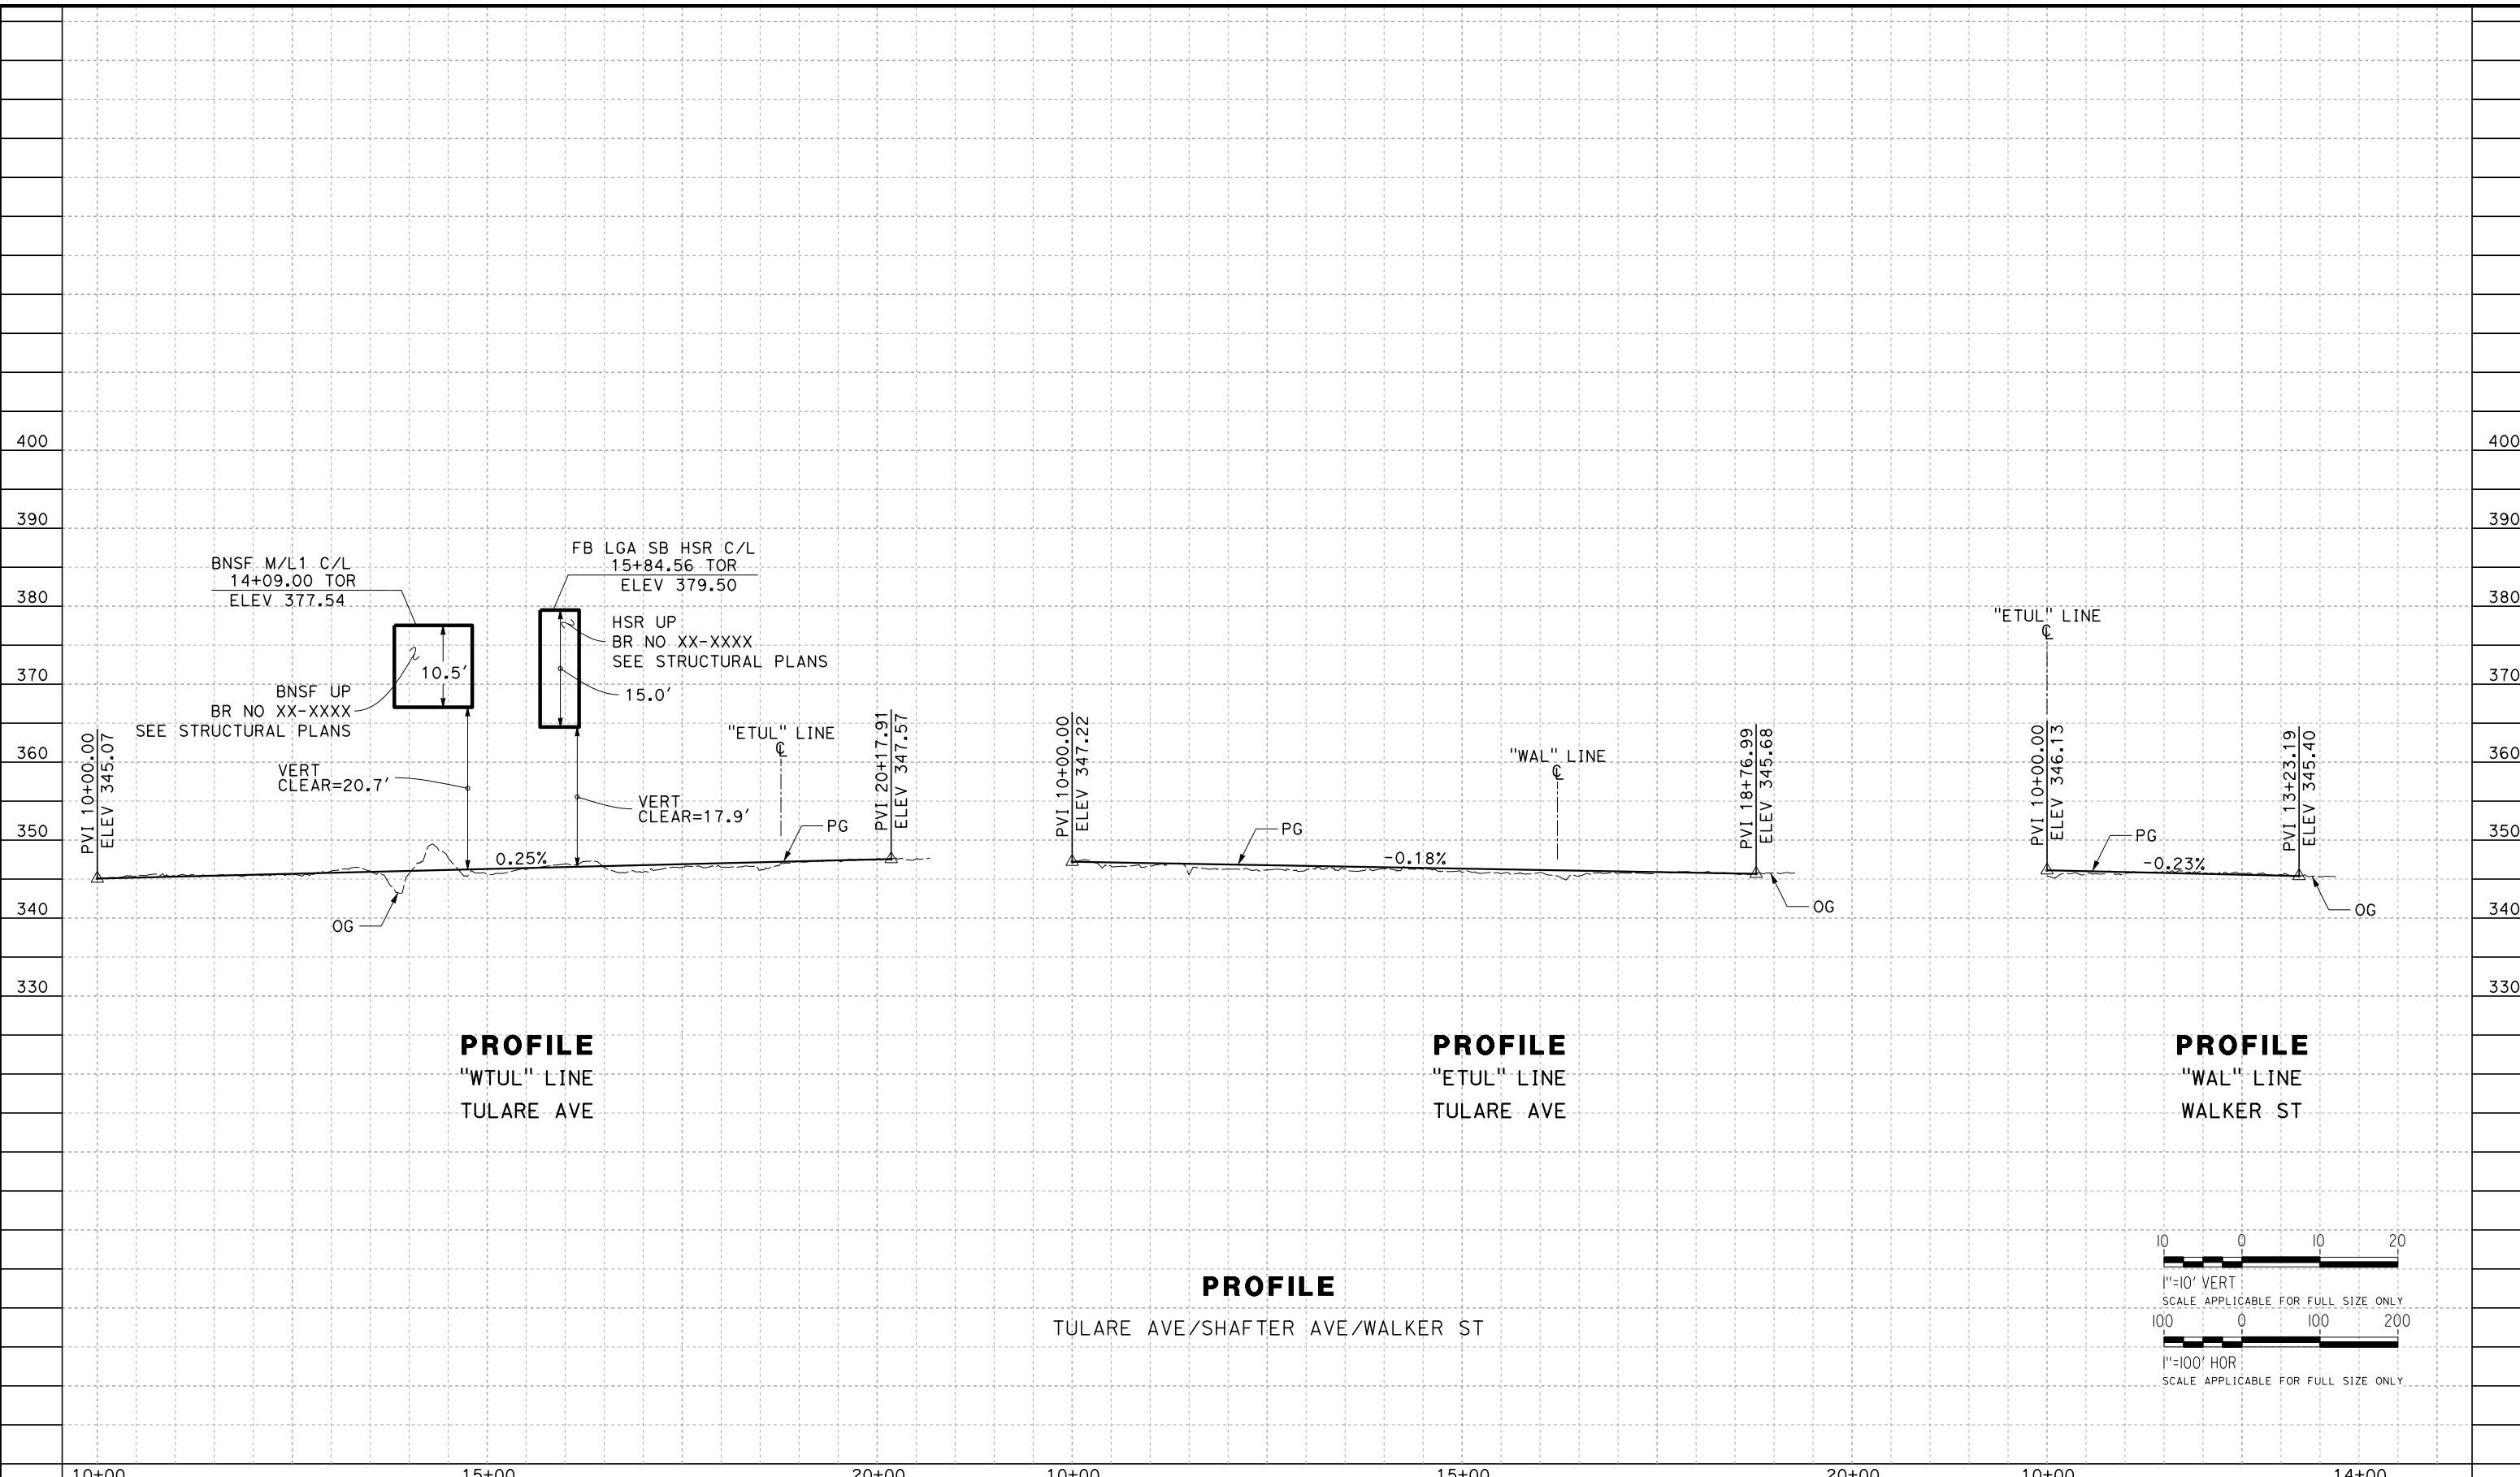 400
390
380
370
360
350
340
330
BNSF M/L1 C/L
14+09.00 TOR
ELEV 377.54
10.5'
BNSF UP
BR NO XX-XXXX
SEE STRUCTURAL PLANS
VERT
CLEAR=20.7'
PVI 10+00.00
ELEV 345.07
FB LGA SB HSR C/L
15+84.56 TOR
ELEV 379.50
HSR UP
BR NO XX-XXXX
SEE STRUCTURAL PLANS
15.0'
VERT
CLEAR=17.9'
"ETUL" LINE
℄
PG
0.25%
OG
PVI 20+17.91
ELEV 347.57
PROFILE
"WTUL" LINE
TULARE AVE
PVI 10+00.00
ELEV 347.22
PG
-0.18%
"WAL" LINE
℄
PVI 18+76.99
ELEV 345.68
OG
PROFILE
"ETUL" LINE
TULARE AVE
"ETUL" LINE
℄
PVI 10+00.00
ELEV 346.13
PG
-0.23%
PVI 13+23.19
ELEV 345.40
OG
PROFILE
"WAL" LINE
WALKER ST
400
390
380
370
360
350
340
330
PROFILE
TULARE AVE/SHAFTER AVE/WALKER ST
10 0 10 20
1"=10' VERT
SCALE APPLICABLE FOR FULL SIZE ONLY
100 0 100 200
1"=100' HOR
SCALE APPLICABLE FOR FULL SIZE ONLY
10+00 15+00 20+00 10+00 15+00 20+00 10+00 14+00